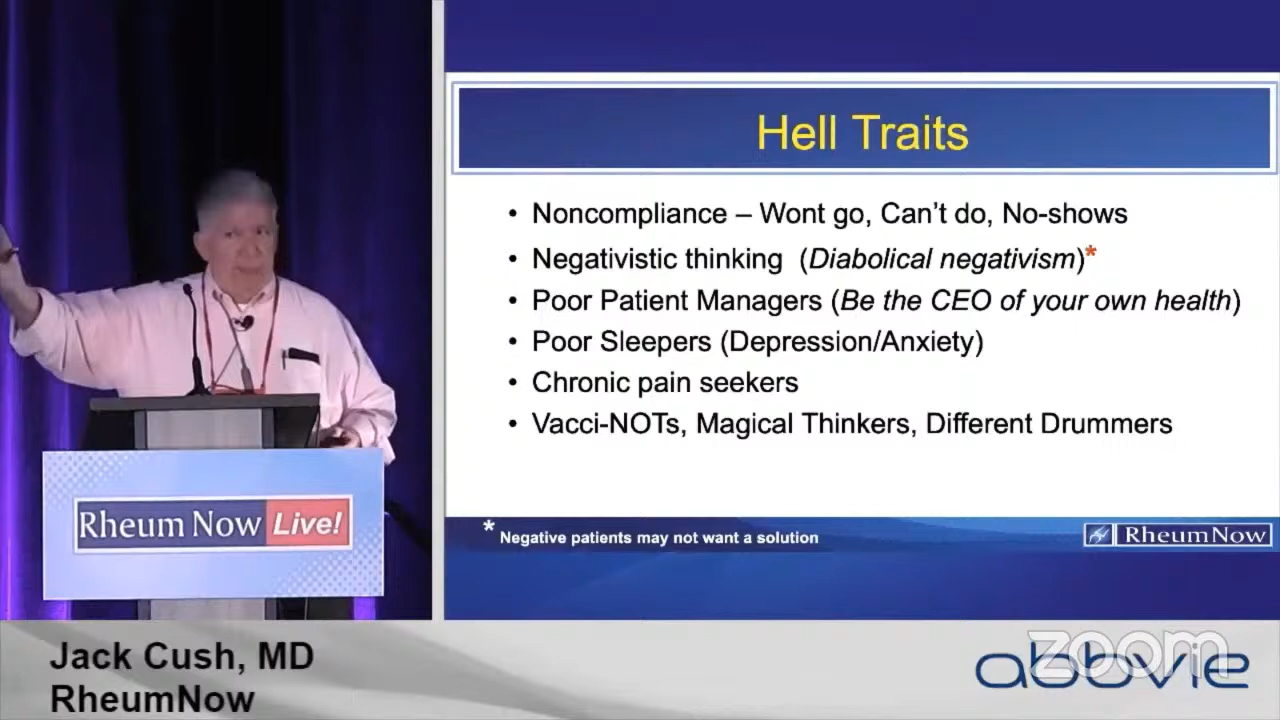 Hell Traits
• Noncompliance – Wont go, Can't do, No-shows
• Negativistic thinking (Diabolical negativism)*
• Poor Patient Managers (Be the CEO of your own health)
• Poor Sleepers (Depression/Anxiety)
• Chronic pain seekers
• Vacci-NOTs, Magical Thinkers, Different Drummers
* Negative patients may not want a solution
RheumNow
Rheum Now Live!
Jack Cush, MD
RheumNow
zoom
abbvie